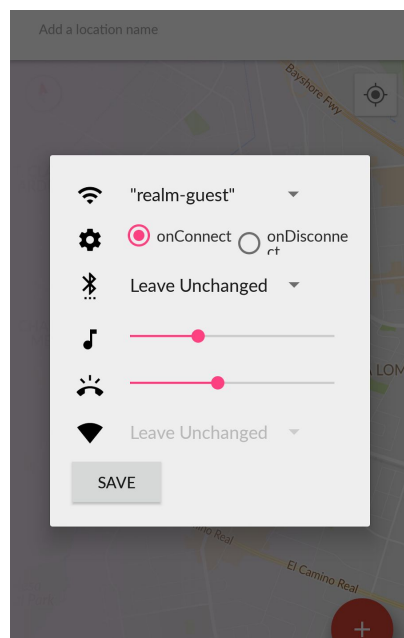 Add a location name
Bayshore Fwy
"realm-guest"
onConnect
onDisconne
ct
Leave Unchanged
LOM
Leave Unchanged
SAVE
Camino Real
El Camino Real